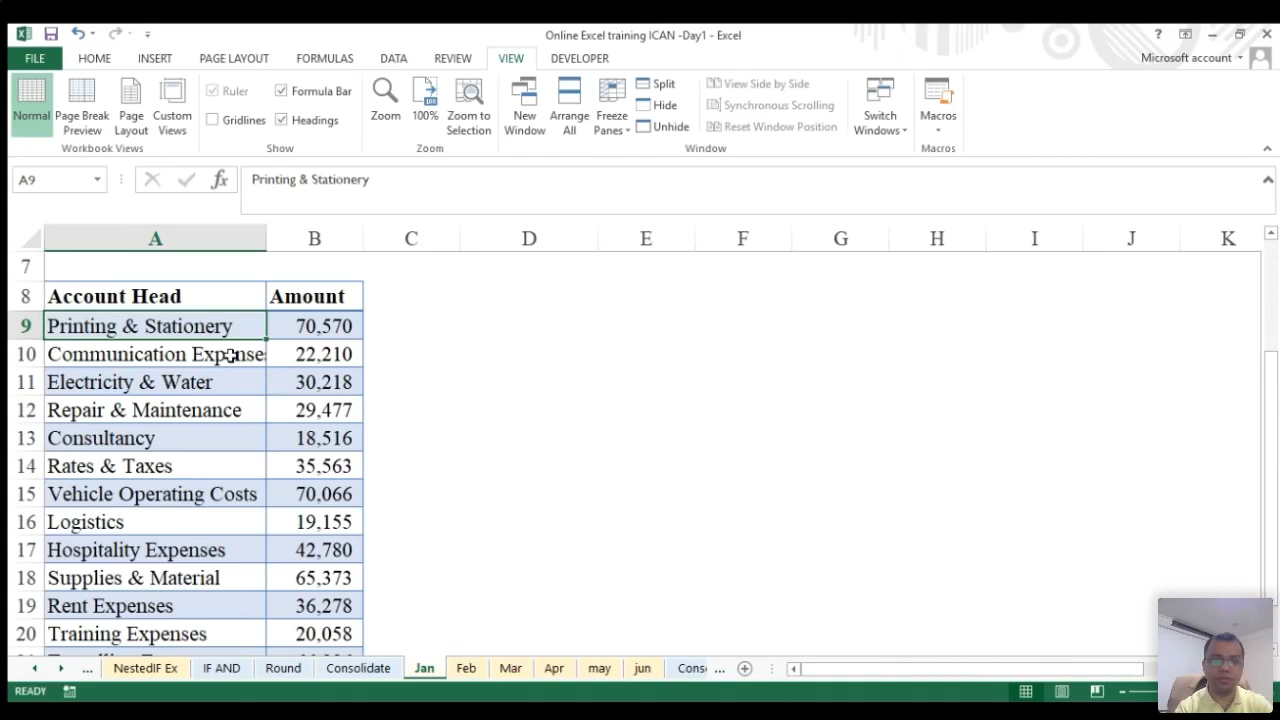 Online Excel training ICAN -Day1 - Excel
?
FILE HOME INSERT PAGE LAYOUT FORMULAS DATA REVIEW VIEW DEVELOPER Microsoft account
Normal Page Break Preview Page Layout Custom Views
Workbook Views
Ruler Formula Bar
Gridlines Headings
Show
Zoom 100% Zoom to Selection
Zoom
New Window Arrange All Freeze Panes
Split
Hide
Unhide
View Side by Side
Synchronous Scrolling
Reset Window Position
Switch Windows
Window
Macros
Macros
A9 fx Printing & Stationery
A B C D E F G H I J K
7
8 Account Head Amount
9 Printing & Stationery 70,570
10 Communication Expenses 22,210
11 Electricity & Water 30,218
12 Repair & Maintenance 29,477
13 Consultancy 18,516
14 Rates & Taxes 35,563
15 Vehicle Operating Costs 70,066
16 Logistics 19,155
17 Hospitality Expenses 42,780
18 Supplies & Material 65,373
19 Rent Expenses 36,278
20 Training Expenses 20,058
... NestedIF Ex IF AND Round Consolidate Jan Feb Mar Apr may jun Conso ...
READY